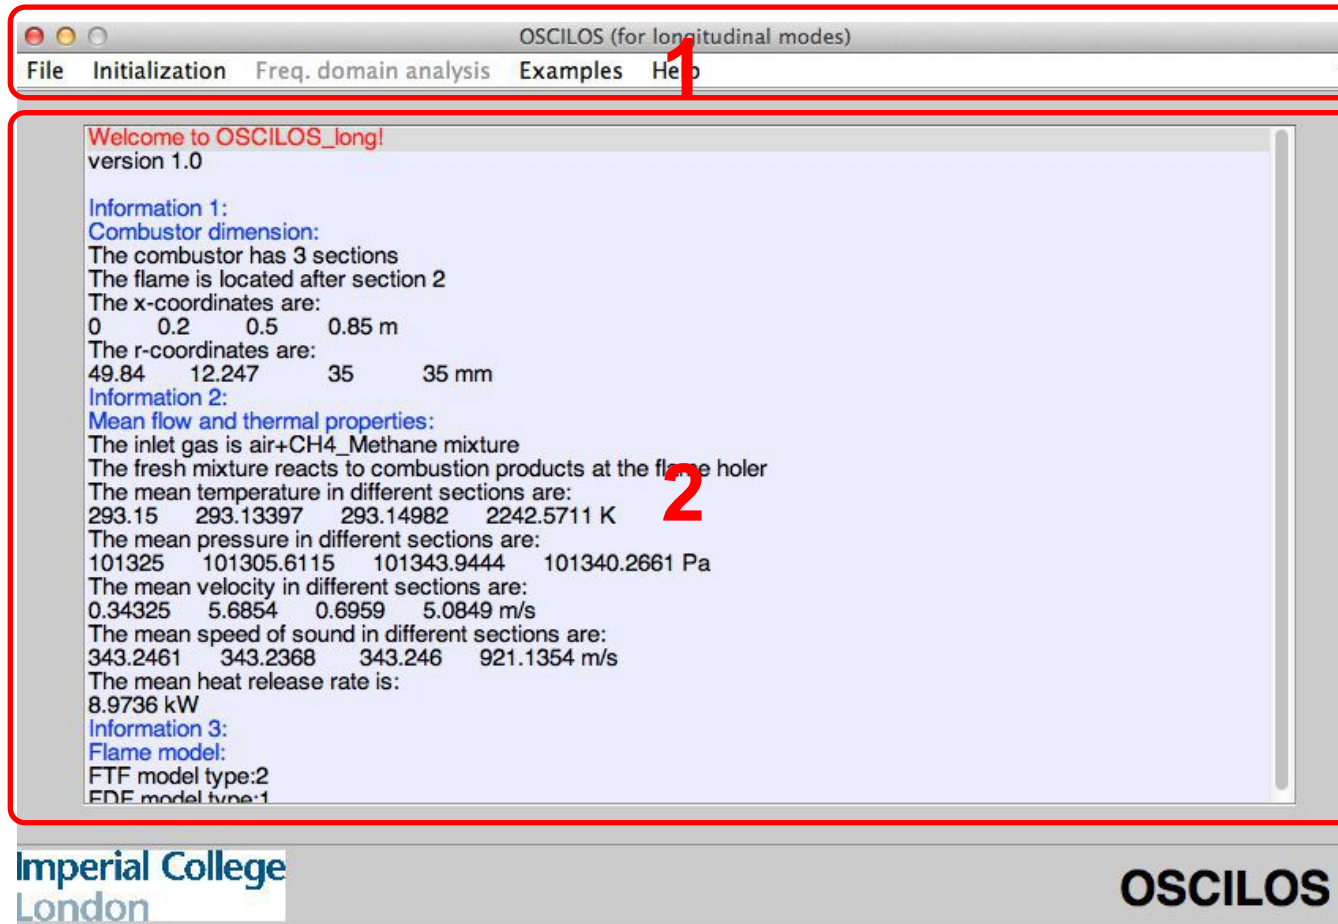 OSCILOS (for longitudinal modes)
File Initialization Freq. domain analysis Examples Help
1
Welcome to OSCILOS_long!
version 1.0
Information 1:
Combustor dimension:
The combustor has 3 sections
The flame is located after section 2
The x-coordinates are:
0 0.2 0.5 0.85 m
The r-coordinates are:
49.84 12.247 35 35 mm
Information 2:
Mean flow and thermal properties:
The inlet gas is air+CH4_Methane mixture
The fresh mixture reacts to combustion products at the flame holer
2
The mean temperature in different sections are:
293.15 293.13397 293.14982 2242.5711 K
The mean pressure in different sections are:
101325 101305.6115 101343.9444 101340.2661 Pa
The mean velocity in different sections are:
0.34325 5.6854 0.6959 5.0849 m/s
The mean speed of sound in different sections are:
343.2461 343.2368 343.246 921.1354 m/s
The mean heat release rate is:
8.9736 kW
Information 3:
Flame model:
FTF model type:2
FDF model type:1
Imperial College
London
OSCILOS